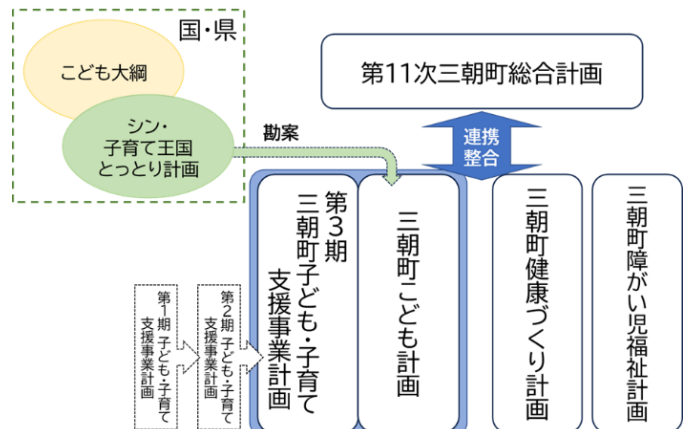 国・県
こども大綱
シン・
子育て王国
とっとり計画
勘案
第11次三朝町総合計画
連携
整合
第3期
三朝町子ども・子育て
支援事業計画
三朝町こども計画
三朝町健康づくり計画
三朝町障がい児福祉計画
第1期 子ども・子育て
支援事業計画
第2期 子ども・子育て
支援事業計画